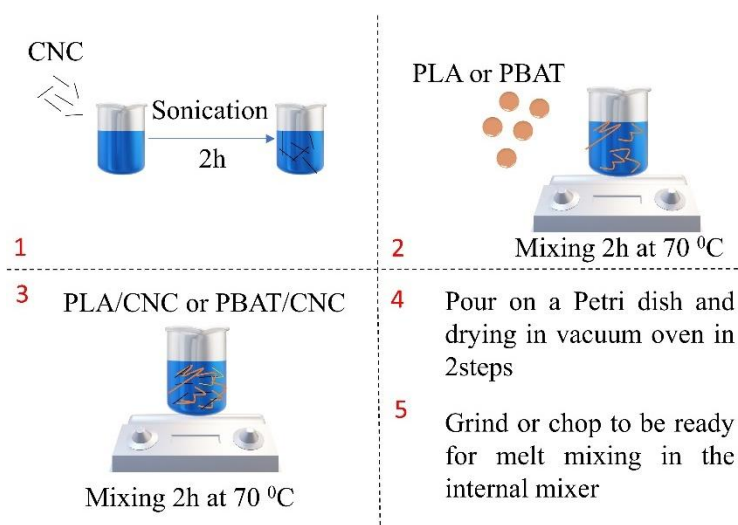 CNC
Sonication
2h
1
PLA or PBAT
2
Mixing 2h at 70 ⁰C
3
PLA/CNC or PBAT/CNC
Mixing 2h at 70 ⁰C
4
Pour on a Petri dish and
drying in vacuum oven in
2steps
5
Grind or chop to be ready
for melt mixing in the
internal mixer